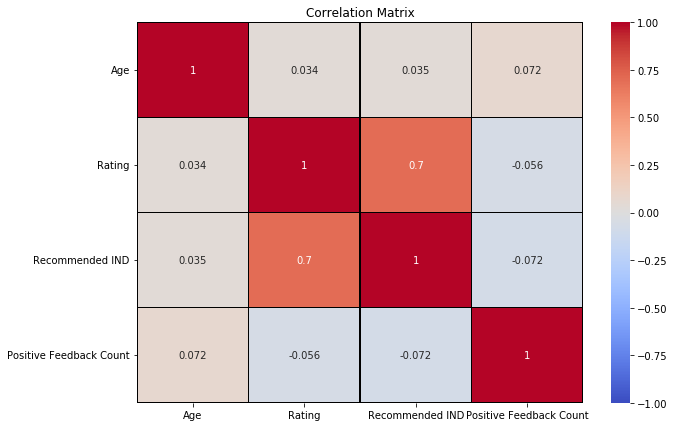 Correlation Matrix
Age 1 0.034 0.035 0.072
Rating 0.034 1 0.7 -0.056
Recommended IND 0.035 0.7 1 -0.072
Positive Feedback Count 0.072 -0.056 -0.072 1
Age Rating Recommended IND Positive Feedback Count
1.00
0.75
0.50
0.25
0.00
−0.25
−0.50
−0.75
−1.00